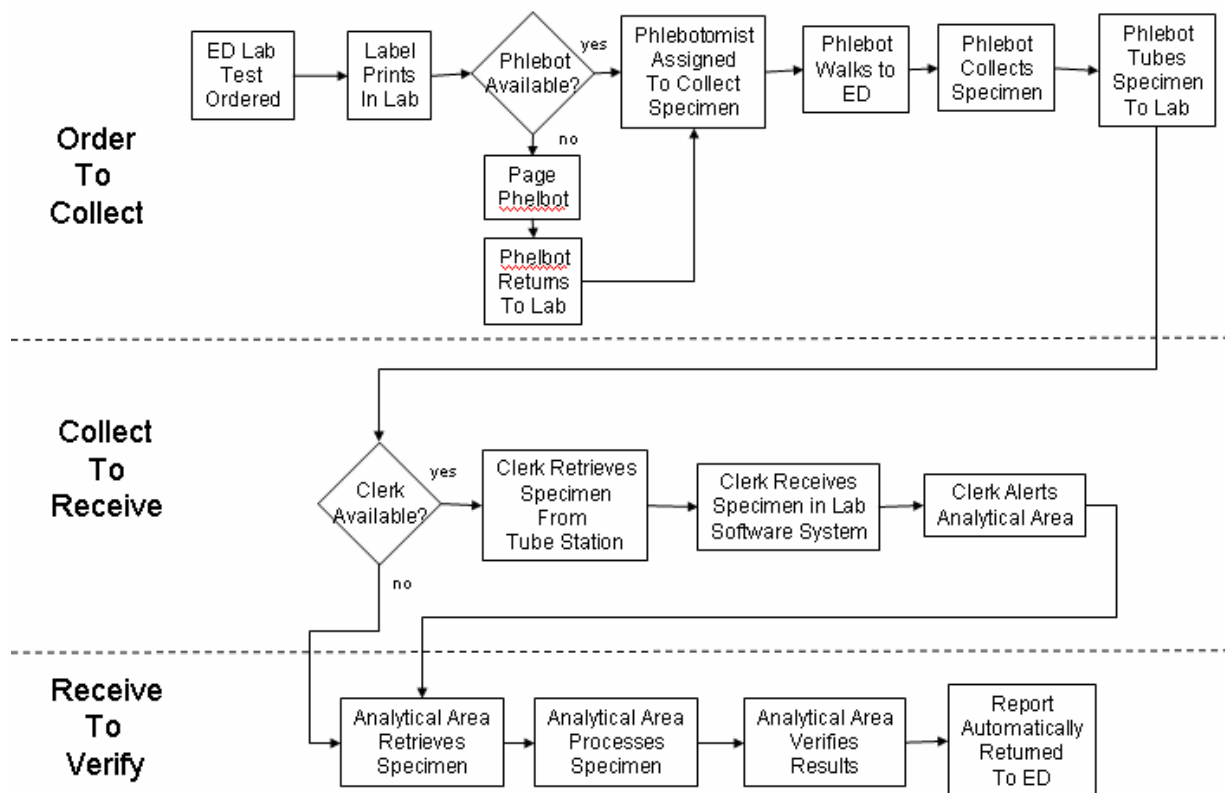 ED Lab
Test
Ordered
Label
Prints
In Lab
Phlebot
Available?
yes
no
Phlebotomist
Assigned
To Collect
Specimen
Phlebot
Walks to
ED
Phlebot
Collects
Specimen
Phlebot
Tubes
Specimen
To Lab
Order
To
Collect
Page
Phelbot
Phelbot
Returns
To Lab
Collect
To
Receive
Clerk
Available?
yes
no
Clerk Retrieves
Specimen
From
Tube Station
Clerk Receives
Specimen in Lab
Software System
Clerk Alerts
Analytical Area
Receive
To
Verify
Analytical Area
Retrieves
Specimen
Analytical Area
Processes
Specimen
Analytical Area
Verifies
Results
Report
Automatically
Returned
To ED